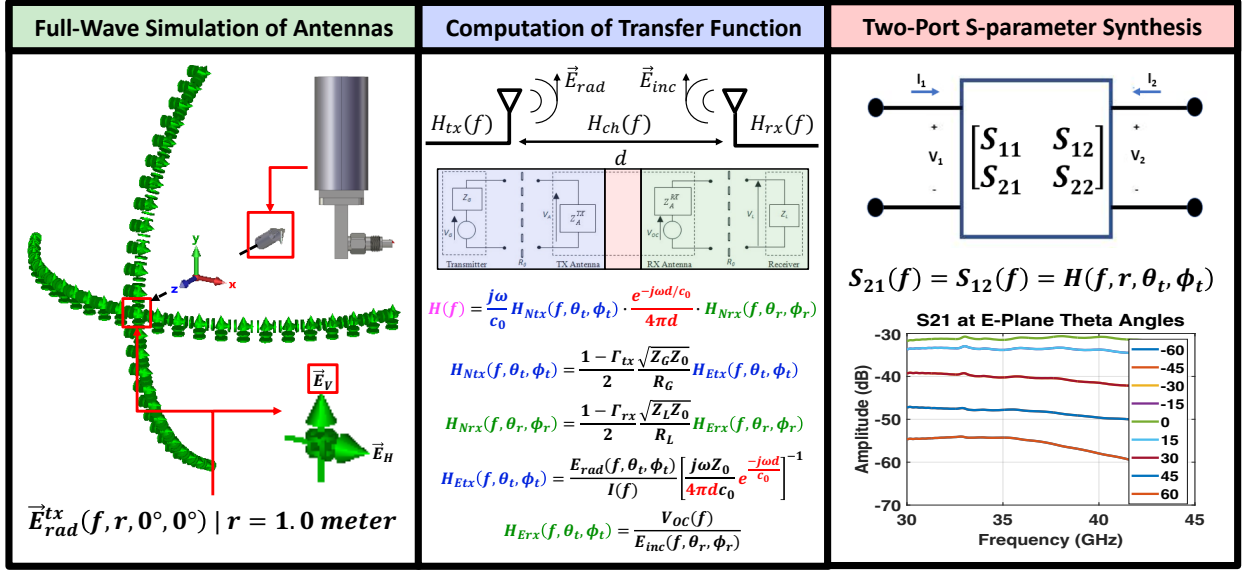 Full-Wave Simulation of Antennas
y
x
z
E_V
E_H
E_rad^tx(f, r, 0°, 0°) | r = 1.0 meter
Computation of Transfer Function
E_rad
E_inc
H_tx(f)
H_ch(f)
H_rx(f)
d
Z_G
V_G
Transmitter
R_0
V_A
Z_A^TX
TX Antenna
Z_A^RX
V_OC
RX Antenna
R_0
V_L
Z_L
Receiver
H(f) = jω/c_0 H_Ntx(f, θ_t, ϕ_t) · e^(-jωd/c_0)/4πd · H_Nrx(f, θ_r, ϕ_r)
H_Ntx(f, θ_t, ϕ_t) = (1 − Γ_tx)/2 √(Z_G Z_0)/R_G H_Etx(f, θ_t, ϕ_t)
H_Nrx(f, θ_r, ϕ_r) = (1 − Γ_rx)/2 √(Z_L Z_0)/R_L H_Erx(f, θ_r, ϕ_r)
H_Etx(f, θ_t, ϕ_t) = E_rad(f, θ_t, ϕ_t)/I(f) [jωZ_0/4πdc_0 e^(-jωd/c_0)]^−1
H_Erx(f, θ_t, ϕ_t) = V_OC(f)/E_inc(f, θ_r, ϕ_r)
Two-Port S-parameter Synthesis
I_1
I_2
+
V_1
-
S_11 S_12
S_21 S_22
+
V_2
-
S_21(f) = S_12(f) = H(f, r, θ_t, ϕ_t)
S21 at E-Plane Theta Angles
Amplitude (dB)
-30
-40
-50
-60
-70
30
35
40
45
Frequency (GHz)
-60
-45
-30
-15
0
15
30
45
60